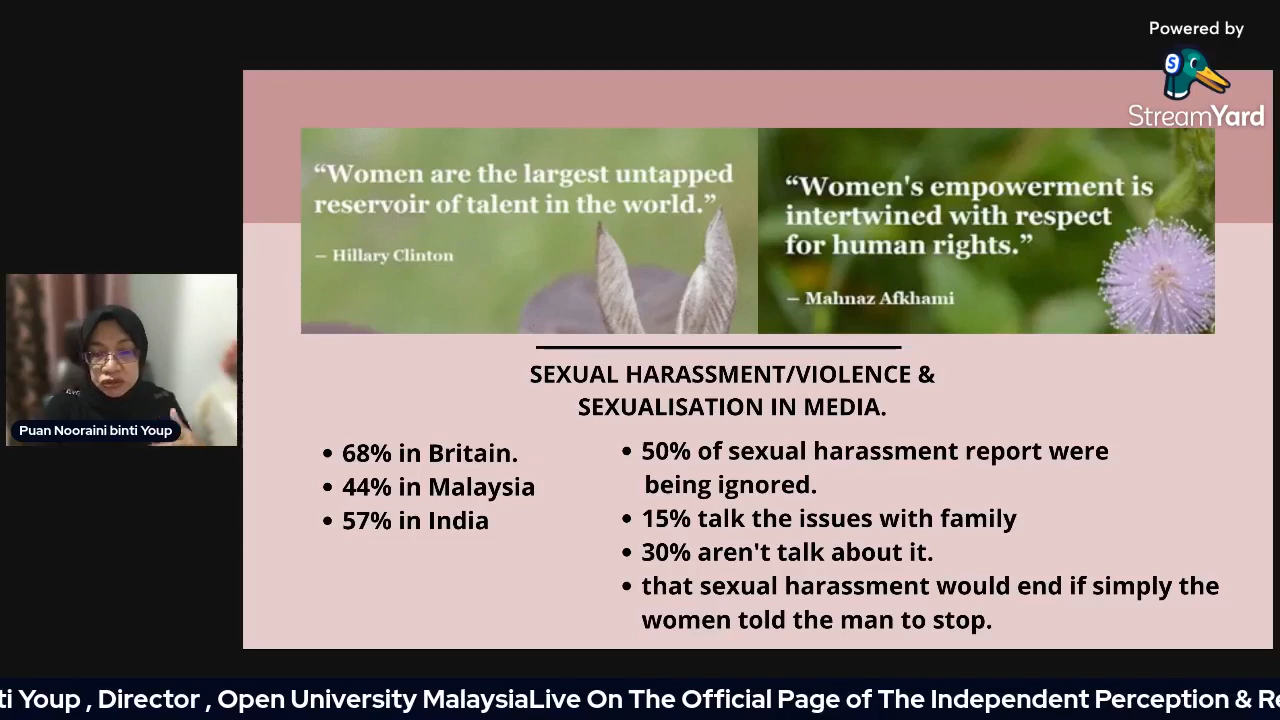 Powered by
StreamYard
“Women are the largest untapped
reservoir of talent in the world.”
— Hillary Clinton
“Women's empowerment is
intertwined with respect
for human rights.”
— Mahnaz Afkhami
SEXUAL HARASSMENT/VIOLENCE &
SEXUALISATION IN MEDIA.
• 68% in Britain.
• 44% in Malaysia
• 57% in India
• 50% of sexual harassment report were
being ignored.
• 15% talk the issues with family
• 30% aren't talk about it.
• that sexual harassment would end if simply the
women told the man to stop.
Puan Nooraini binti Youp
ti Youp , Director , Open University MalaysiaLive On The Official Page of The Independent Perception & Re